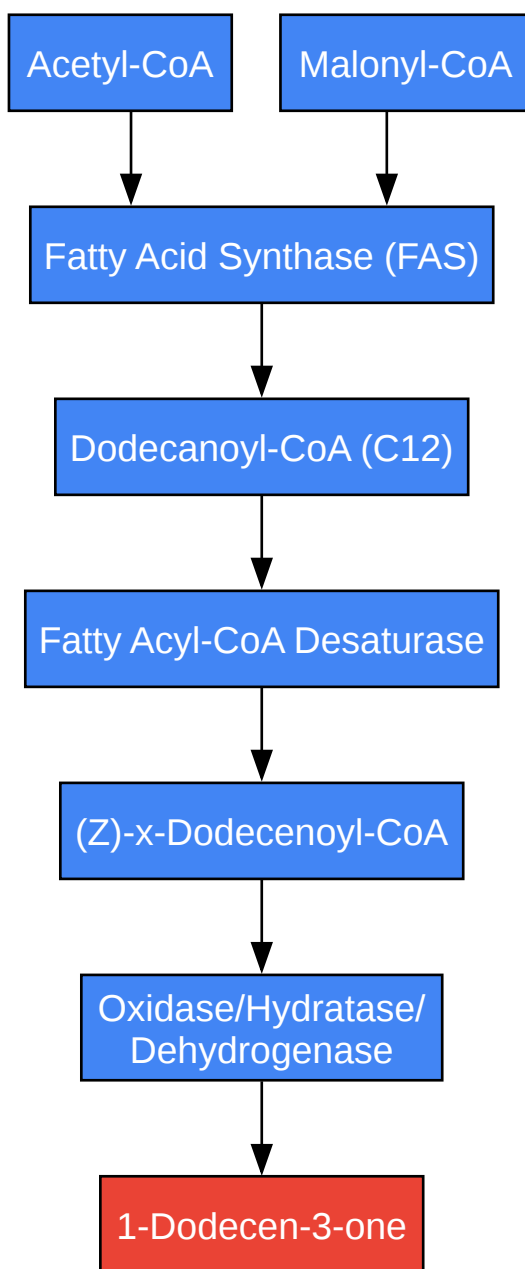 Acetyl-CoA
Malonyl-CoA
Fatty Acid Synthase (FAS)
Dodecanoyl-CoA (C12)
Fatty Acyl-CoA Desaturase
(Z)-x-Dodecenoyl-CoA
Oxidase/Hydratase/
Dehydrogenase
1-Dodecen-3-one